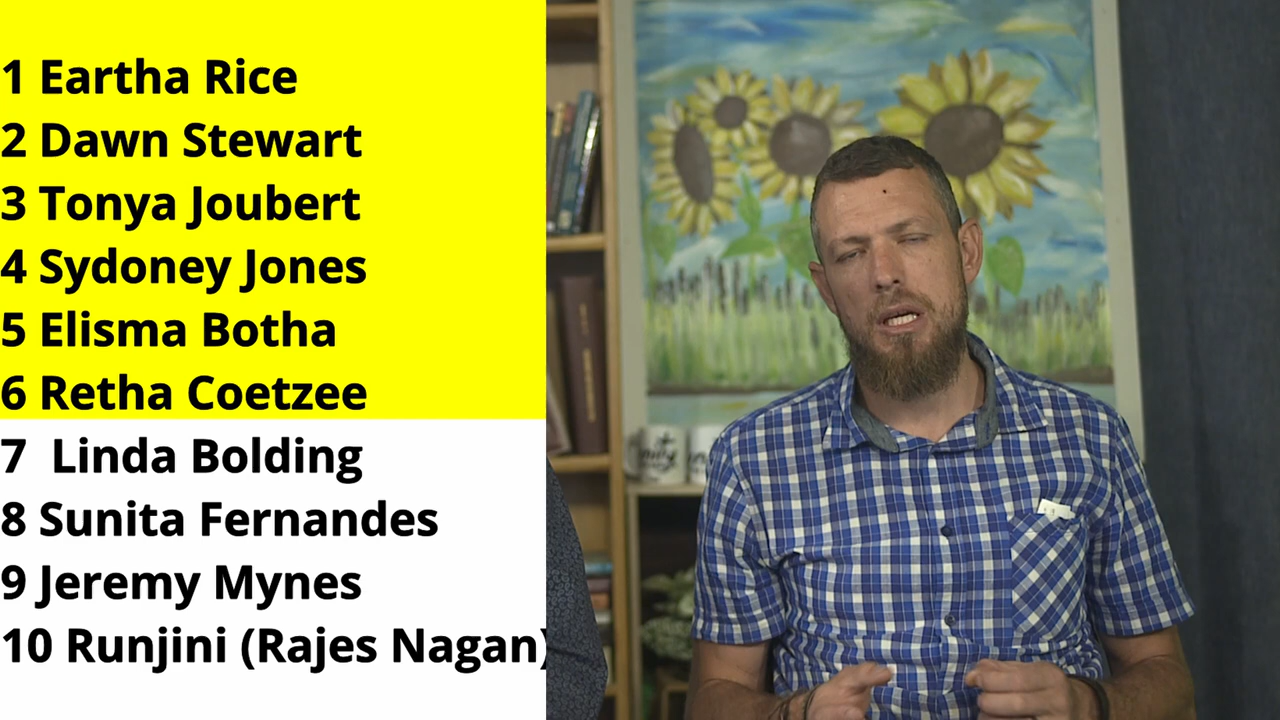 1 Eartha Rice
2 Dawn Stewart
3 Tonya Joubert
4 Sydoney Jones
5 Elisma Botha
6 Retha Coetzee
7  Linda Bolding
8 Sunita Fernandes
9 Jeremy Mynes
10 Runjini (Rajes Nagan)